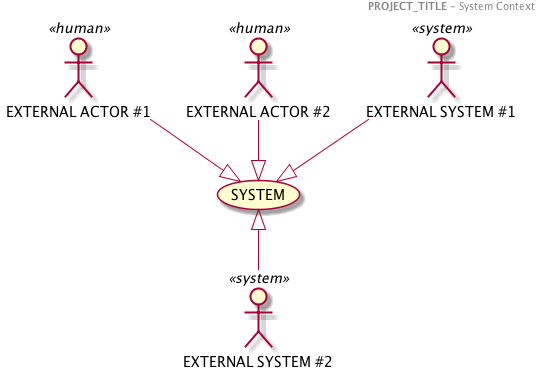 PROJECT_TITLE – System Context
«human»
«human»
«system»
EXTERNAL ACTOR #1
EXTERNAL ACTOR #2
EXTERNAL SYSTEM #1
SYSTEM
«system»
EXTERNAL SYSTEM #2